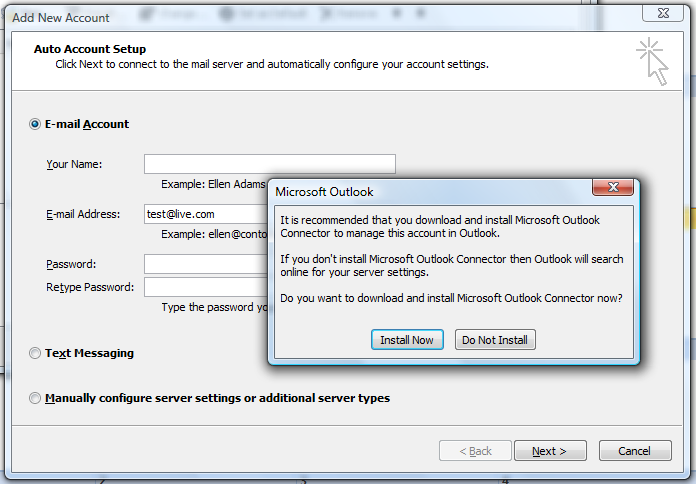 Add New Account
Auto Account Setup
Click Next to connect to the mail server and automatically configure your account settings.
E-mail Account
Your Name:
Example: Ellen Adams
E-mail Address:
test@live.com
Example: ellen@conto
Password:
Retype Password:
Type the password yo
Microsoft Outlook
It is recommended that you download and install Microsoft Outlook
Connector to manage this account in Outlook.
If you don't install Microsoft Outlook Connector then Outlook will search
online for your server settings.
Do you want to download and install Microsoft Outlook Connector now?
Install Now
Do Not Install
Text Messaging
Manually configure server settings or additional server types
< Back
Next >
Cancel